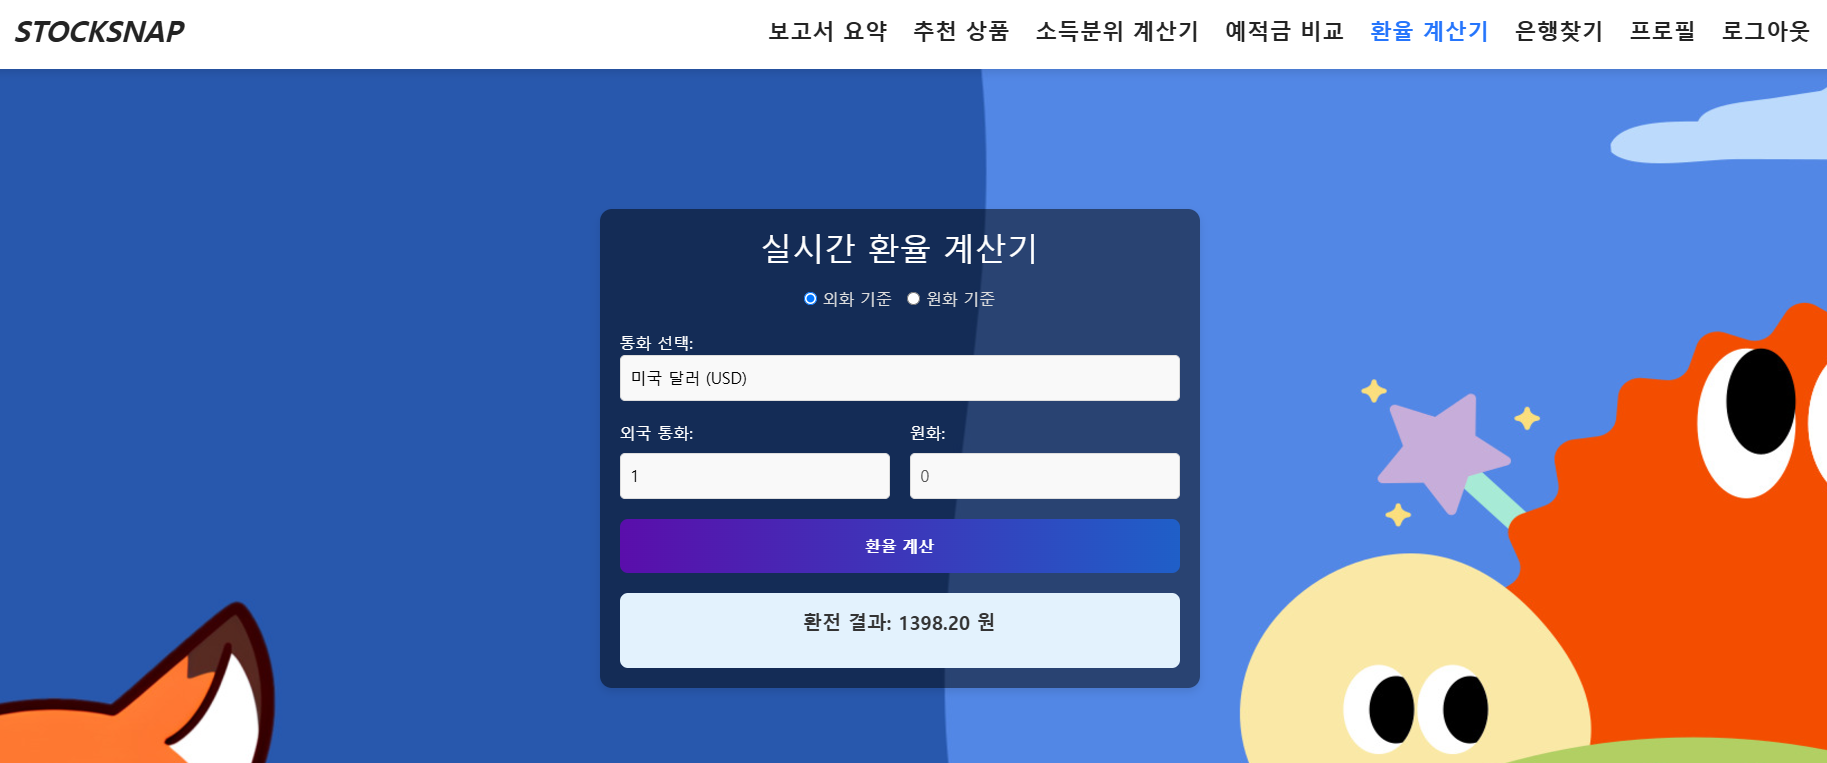 STOCKSNAP 보고서 요약 추천 상품 소득분위 계산기 예적금 비교 환율 계산기 은행찾기 프로필 로그아웃
실시간 환율 계산기
외화 기준 원화 기준
통화 선택:
미국 달러 (USD)
외국 통화: 원화:
1 0
환율 계산
환전 결과: 1398.20 원